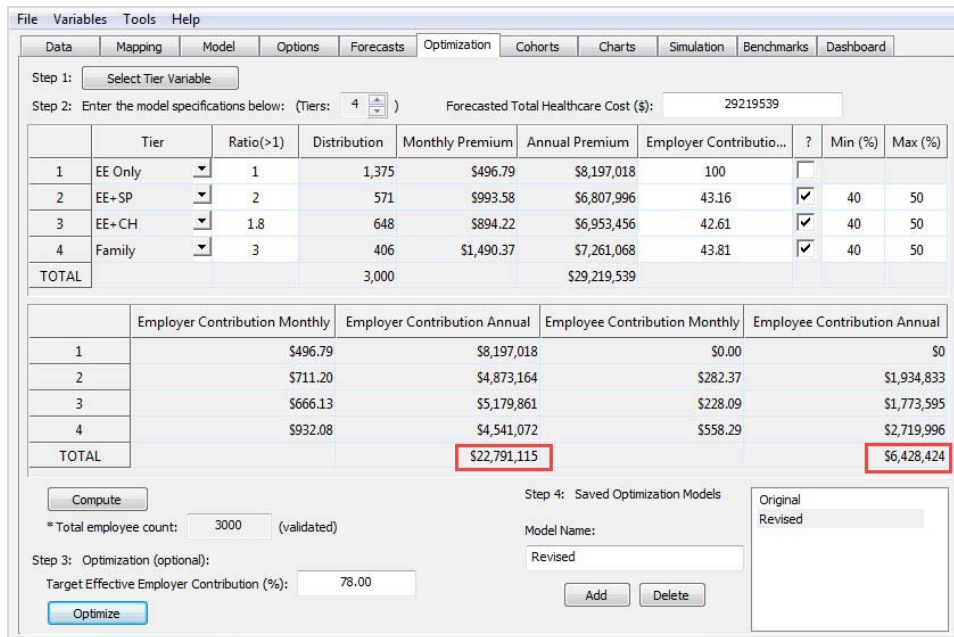 File Variables Tools Help
Data Mapping Model Options Forecasts Optimization Cohorts Charts Simulation Benchmarks Dashboard
Step 1: Select Tier Variable
Step 2: Enter the model specifications below: (Tiers: 4 ) Forecasted Total Healthcare Cost ($): 29219539
Tier Ratio(>1) Distribution Monthly Premium Annual Premium Employer Contributio... ? Min (%) Max (%)
1 EE Only 1 1,375 $496.79 $8,197,018 100
2 EE+SP 2 571 $993.58 $6,807,996 43.16 40 50
3 EE+CH 1.8 648 $894.22 $6,953,456 42.61 40 50
4 Family 3 406 $1,490.37 $7,261,068 43.81 40 50
TOTAL 3,000 $29,219,539
Employer Contribution Monthly Employer Contribution Annual Employee Contribution Monthly Employee Contribution Annual
1 $496.79 $8,197,018 $0.00 $0
2 $711.20 $4,873,164 $282.37 $1,934,833
3 $666.13 $5,179,861 $228.09 $1,773,595
4 $932.08 $4,541,072 $558.29 $2,719,996
TOTAL $22,791,115 $6,428,424
Compute
* Total employee count: 3000 (validated)
Step 3: Optimization (optional):
Target Effective Employer Contribution (%): 78.00
Optimize
Step 4: Saved Optimization Models
Model Name:
Revised
Add Delete
Original
Revised